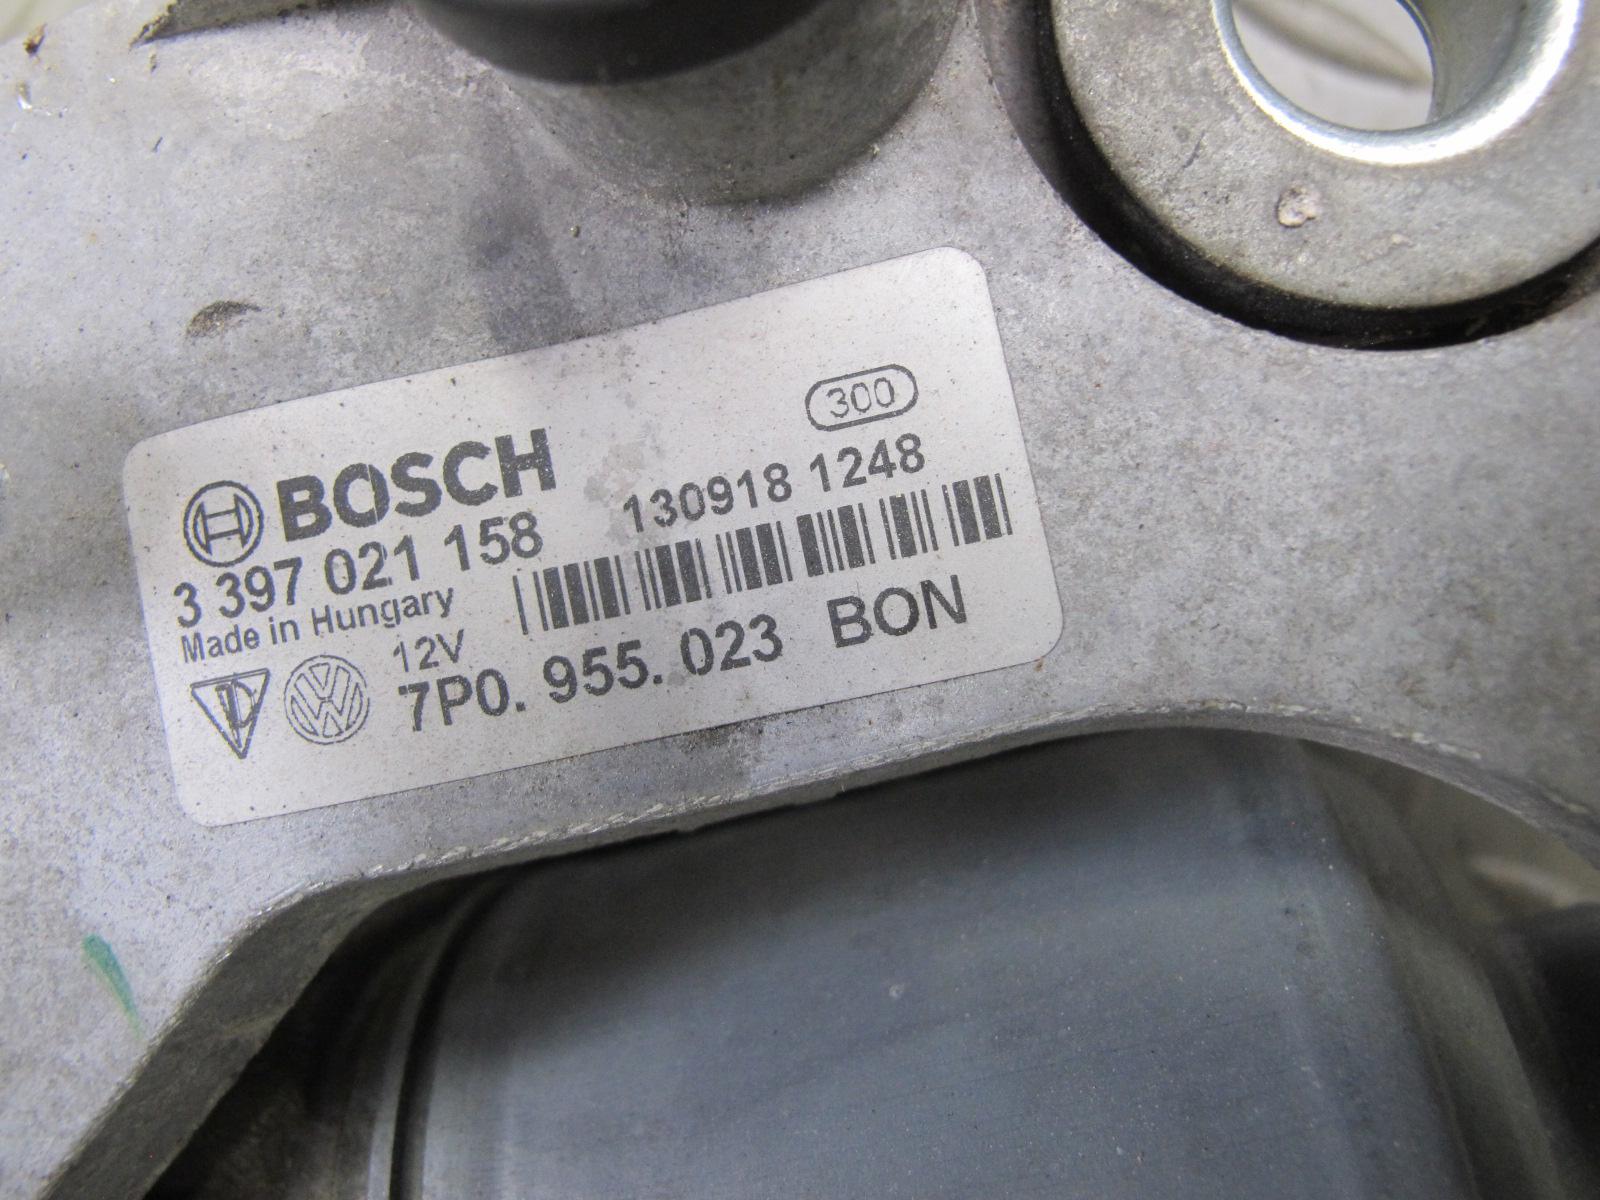 300
BOSCH
130918 1248
3 397 021 158
Made in Hungary
12V
7P0. 955. 023 BON